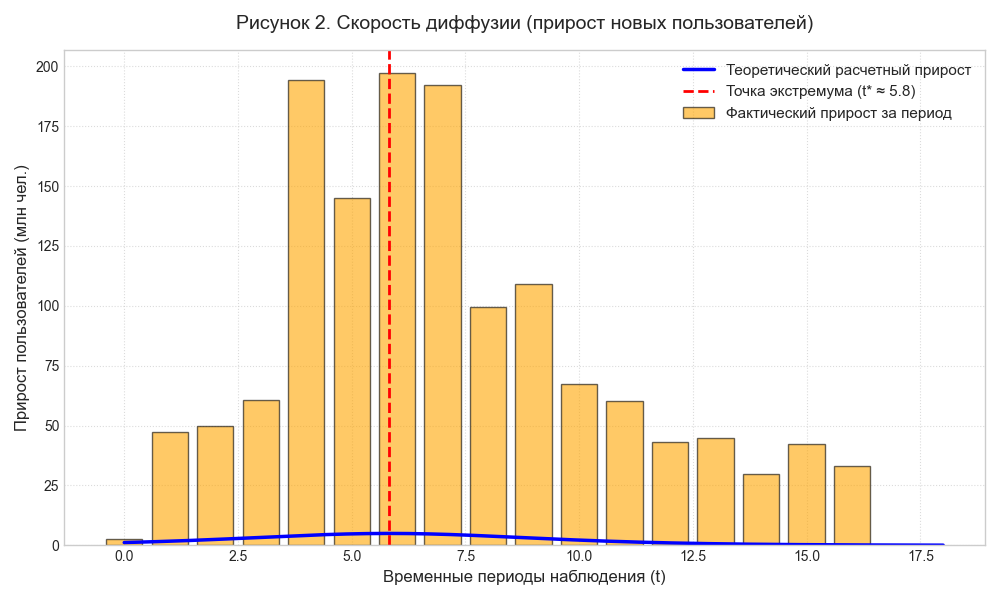 Рисунок 2. Скорость диффузии (прирост новых пользователей)
Теоретический расчетный прирост
Точка экстремума (t* ≈ 5.8)
Фактический прирост за период
Прирост пользователей (млн чел.)
200
175
150
125
100
75
50
25
0
0.0 2.5 5.0 7.5 10.0 12.5 15.0 17.5
Временные периоды наблюдения (t)